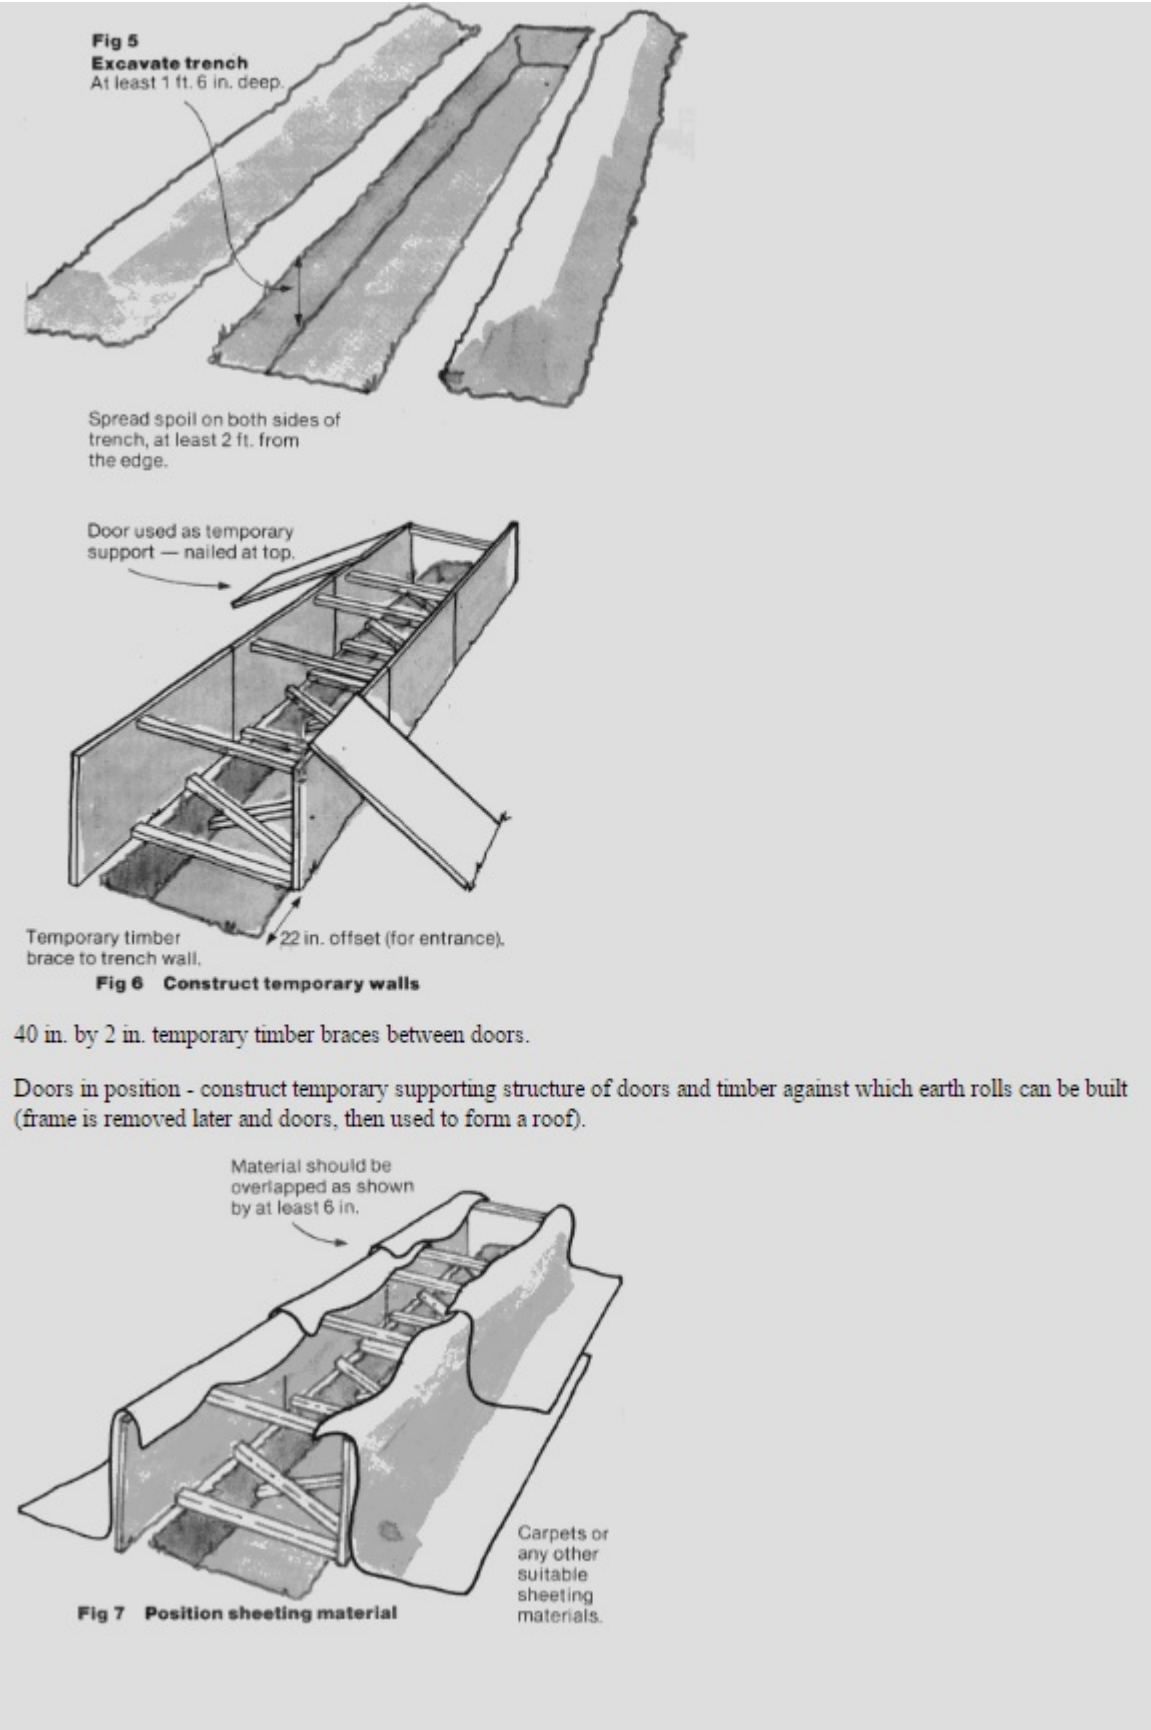 Fig 5
Excavate trench
At least 1 ft. 6 in. deep.
Spread spoil on both sides of
trench, at least 2 ft. from
the edge.
Door used as temporary
support — nailed at top.
Temporary timber
brace to trench wall.
22 in. offset (for entrance).
Fig 6 Construct temporary walls
40 in. by 2 in. temporary timber braces between doors.
Doors in position - construct temporary supporting structure of doors and timber against which earth rolls can be built
(frame is removed later and doors, then used to form a roof).
Material should be
overlapped as shown
by at least 6 in.
Carpets or
any other
suitable
sheeting
materials.
Fig 7 Position sheeting material